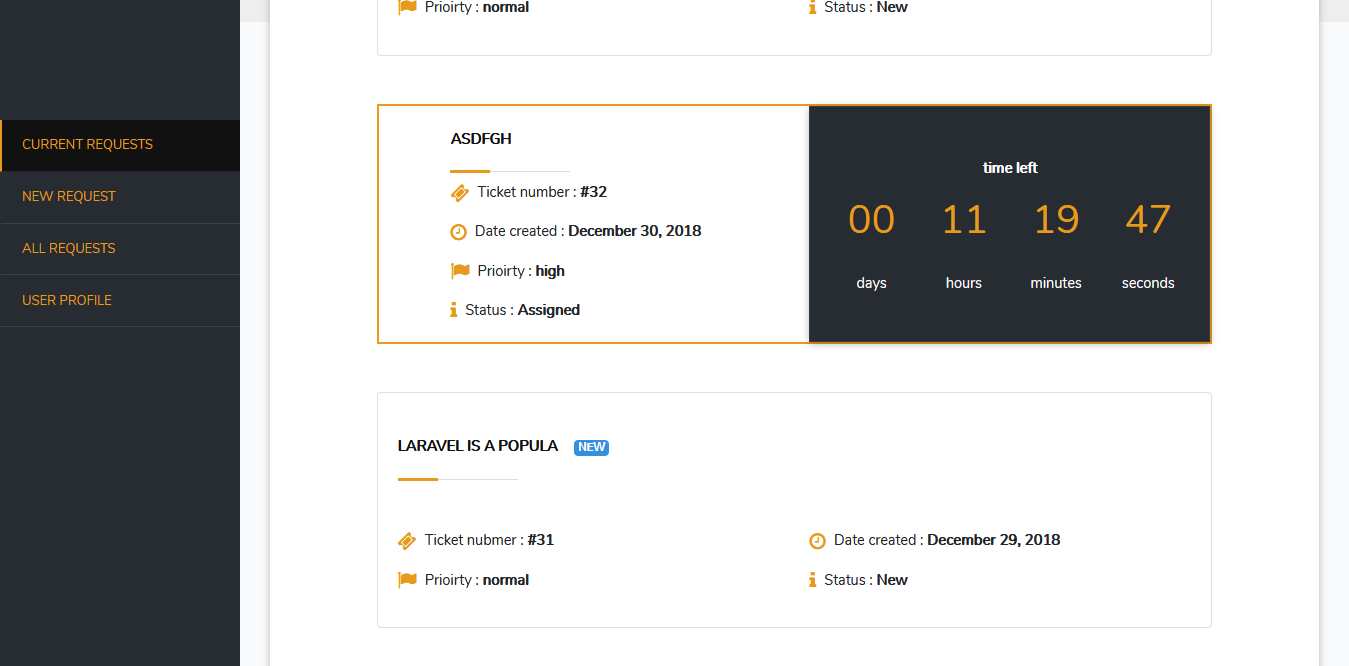 Prioirty : normal
Status : New
CURRENT REQUESTS
NEW REQUEST
ALL REQUESTS
USER PROFILE
ASDFGH
Ticket number : #32
Date created : December 30, 2018
Prioirty : high
Status : Assigned
time left
00 11 19 47
days hours minutes seconds
LARAVEL IS A POPULA NEW
Ticket nubmer : #31
Date created : December 29, 2018
Prioirty : normal
Status : New